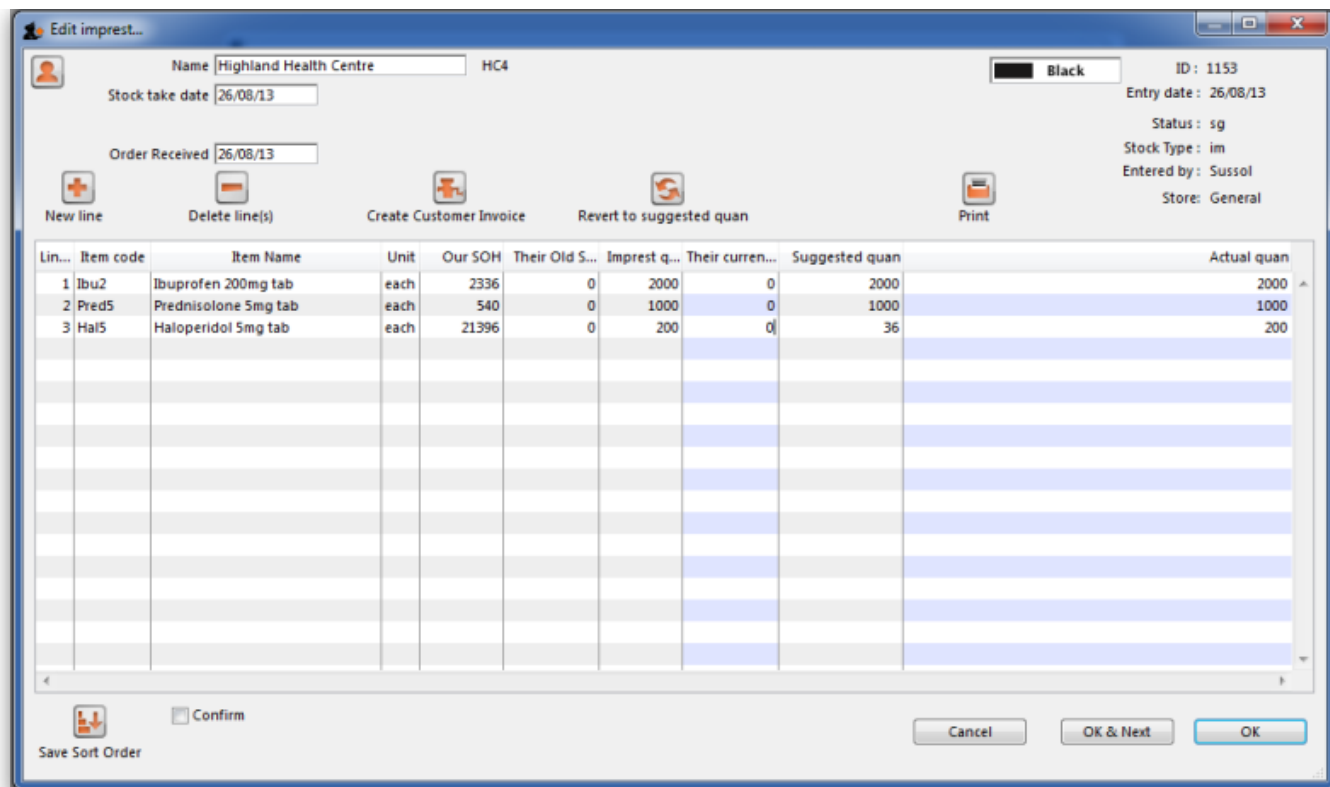 Edit imprest...
Name Highland Health Centre HC4 Black ID : 1153
Stock take date 26/08/13 Entry date : 26/08/13
Status : sg
Order Received 26/08/13 Stock Type : im
Entered by : Sussol
Store: General
New line Delete line(s) Create Customer Invoice Revert to suggested quan Print
Lin... Item code Item Name Unit Our SOH Their Old S... Imprest q... Their curren... Suggested quan Actual quan
1 Ibu2 Ibuprofen 200mg tab each 2336 0 2000 0 2000 2000
2 Pred5 Prednisolone 5mg tab each 540 0 1000 0 1000 1000
3 Hal5 Haloperidol 5mg tab each 21396 0 200 0 36 200
Confirm
Save Sort Order Cancel OK & Next OK